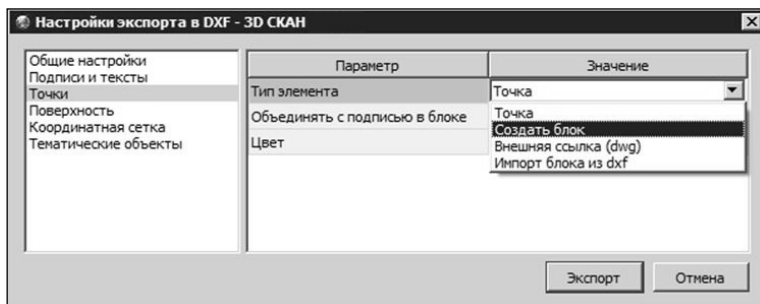 Настройки экспорта в DXF - 3D СКАН
Общие настройки
Подписи и тексты
Точки
Поверхность
Координатная сетка
Тематические объекты
Параметр Значение
Тип элемента Точка
Объединять с подписью в блоке
Цвет
Точка
Создать блок
Внешняя ссылка (dwg)
Импорт блока из dxf
Экспорт Отмена